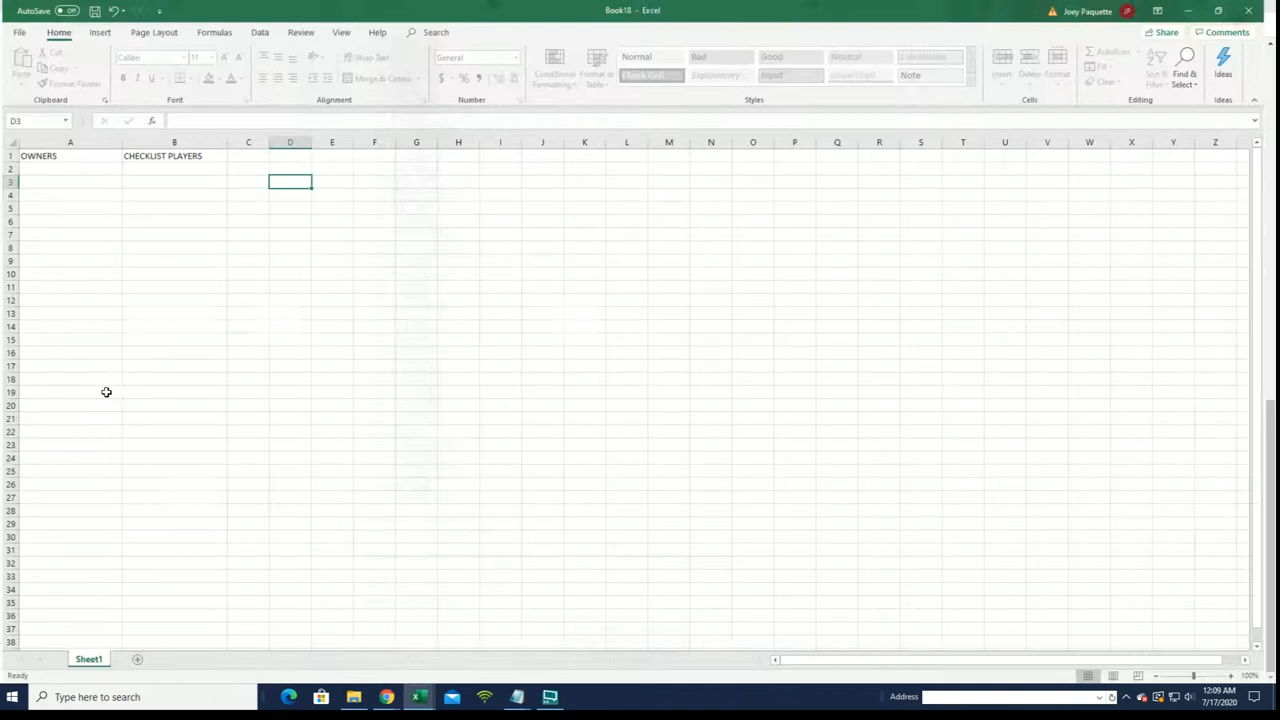 AutoSave Off Book18 - Excel Joey Paquette JP
File Home Insert Page Layout Formulas Data Review View Help Search Share Comments
Paste Cut Copy Format Painter Clipboard
Calibri 11 B I U A A A Font
Wrap Text Merge & Center Alignment
General $ % , Number
Conditional Formatting Format as Table
Normal Bad Good Neutral
Check Cell Explanatory... Input Linked Cell Note
Styles
Insert Delete Format Cells
AutoSum Fill Clear Sort & Filter Find & Select Editing
Ideas Ideas
D3 fx
A B C D E F G H I J K L M N O P Q R S T U V W X Y Z
1 OWNERS CHECKLIST PLAYERS
2
3
4
5
6
7
8
9
10
11
12
13
14
15
16
17
18
19
20
21
22
23
24
25
26
27
28
29
30
31
32
33
34
35
36
37
38
Sheet1
Ready 100%
Type here to search Address 12:09 AM
7/17/2020